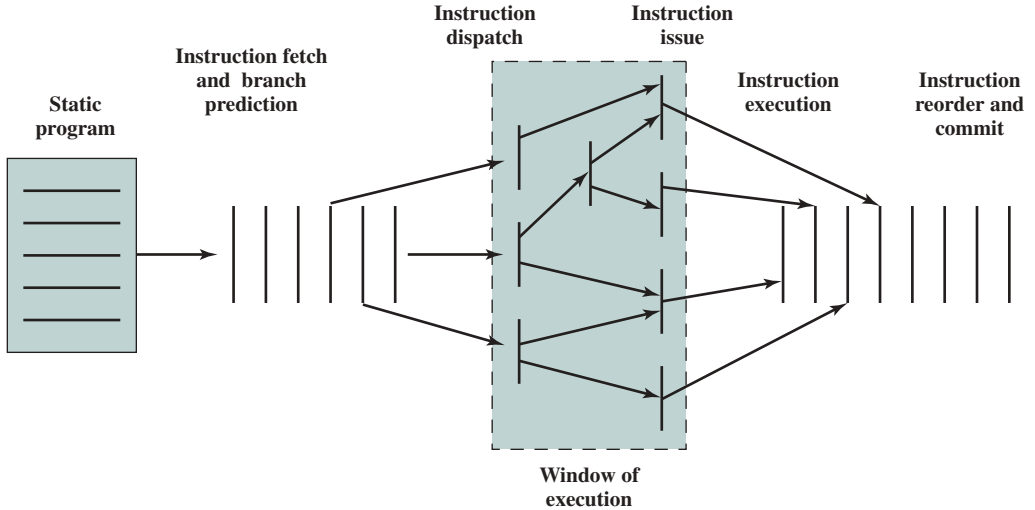 Static
program
Instruction fetch
and branch
prediction
Instruction
dispatch
Instruction
issue
Instruction
execution
Instruction
reorder and
commit
Window of
execution